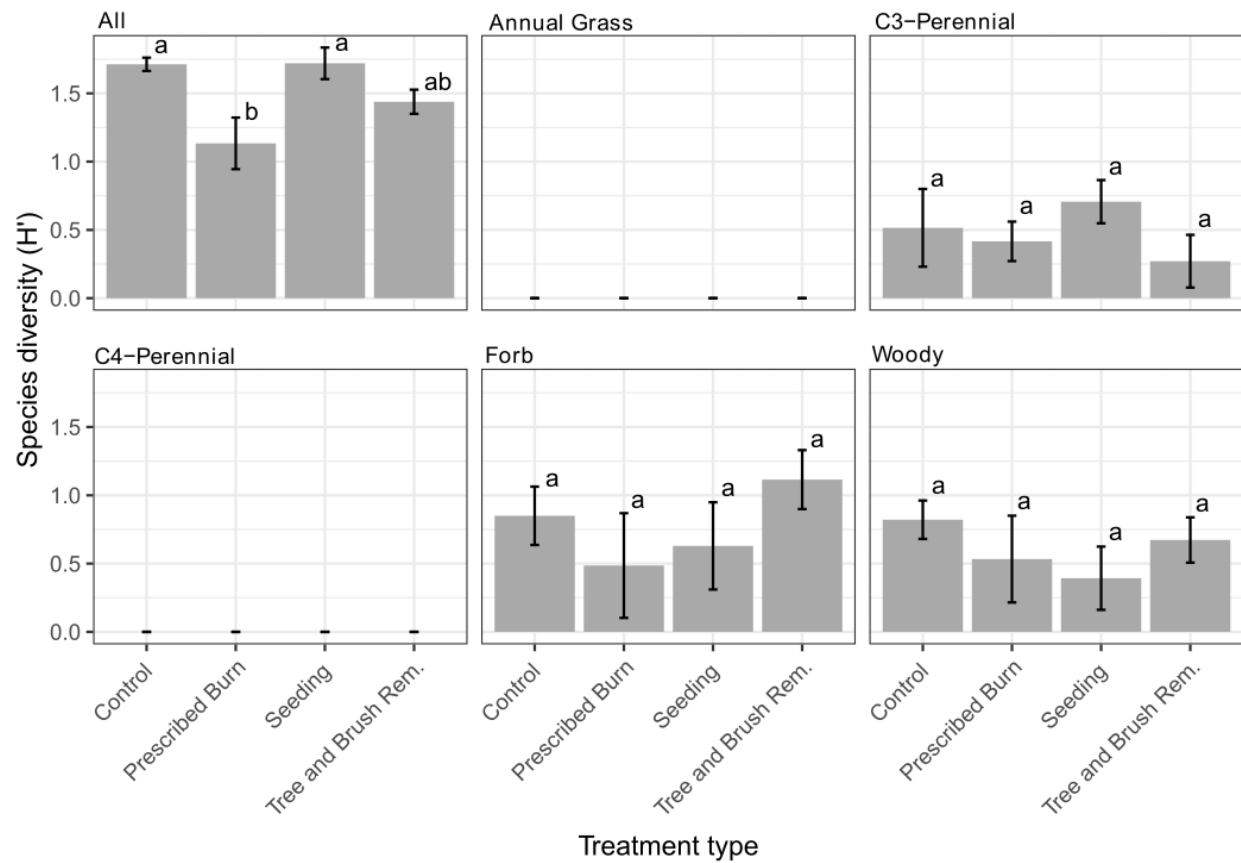 All
Annual Grass
C3−Perennial
a
b
a
ab
a
a
a
a
1.5
1.0
0.5
0.0
C4−Perennial
Forb
Woody
a
a
a
a
a
a
a
a
1.5
1.0
0.5
0.0
Species diversity (H')
Control
Prescribed Burn
Seeding
Tree and Brush Rem.
Control
Prescribed Burn
Seeding
Tree and Brush Rem.
Control
Prescribed Burn
Seeding
Tree and Brush Rem.
Treatment type